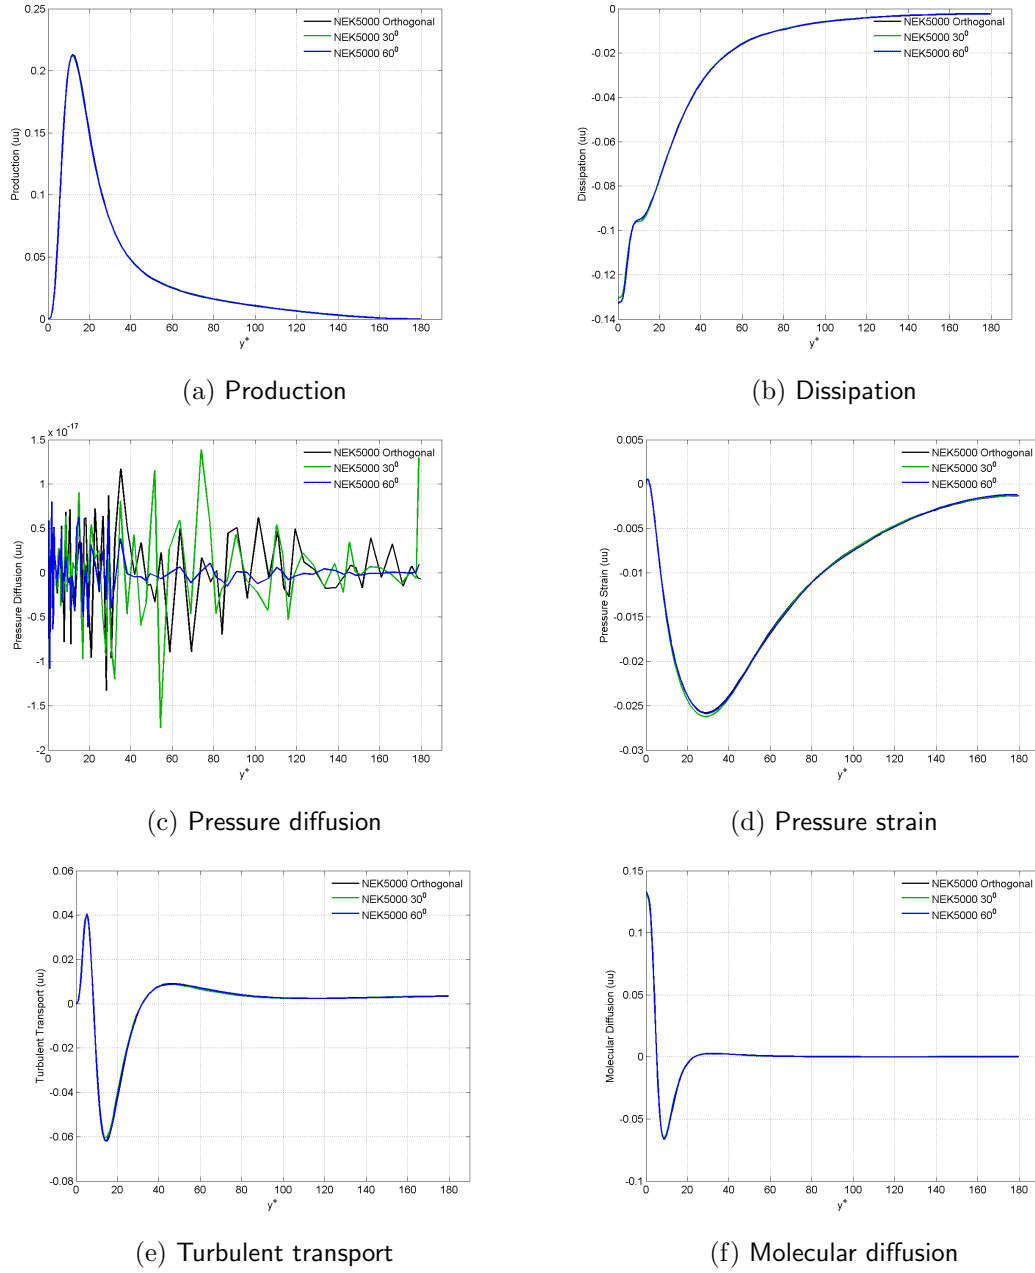 0.25
0.2
0.15
0.1
0.05
0
0 20 40 60 80 100 120 140 160 180
Production (uu)
y+
NEK5000 Orthogonal
NEK5000 30⁰
NEK5000 60⁰
(a) Production
0
-0.02
-0.04
-0.06
-0.08
-0.1
-0.12
-0.14
0 20 40 60 80 100 120 140 160 180
Dissipation (uu)
y+
NEK5000 Orthogonal
NEK5000 30⁰
NEK5000 60⁰
(b) Dissipation
x 10⁻¹⁷
1.5
1
0.5
0
-0.5
-1
-1.5
-2
0 20 40 60 80 100 120 140 160 180
Pressure Diffusion (uu)
y+
NEK5000 Orthogonal
NEK5000 30⁰
NEK5000 60⁰
(c) Pressure diffusion
0.005
0
-0.005
-0.01
-0.015
-0.02
-0.025
-0.03
0 20 40 60 80 100 120 140 160 180
Pressure Strain (uu)
y+
NEK5000 Orthogonal
NEK5000 30⁰
NEK5000 60⁰
(d) Pressure strain
0.06
0.04
0.02
0
-0.02
-0.04
-0.06
-0.08
0 20 40 60 80 100 120 140 160 180
Turbulent Transport (uu)
y+
NEK5000 Orthogonal
NEK5000 30⁰
NEK5000 60⁰
(e) Turbulent transport
0.15
0.1
0.05
0
-0.05
-0.1
0 20 40 60 80 100 120 140 160 180
Molecular Diffusion (uu)
y+
NEK5000 Orthogonal
NEK5000 30⁰
NEK5000 60⁰
(f) Molecular diffusion